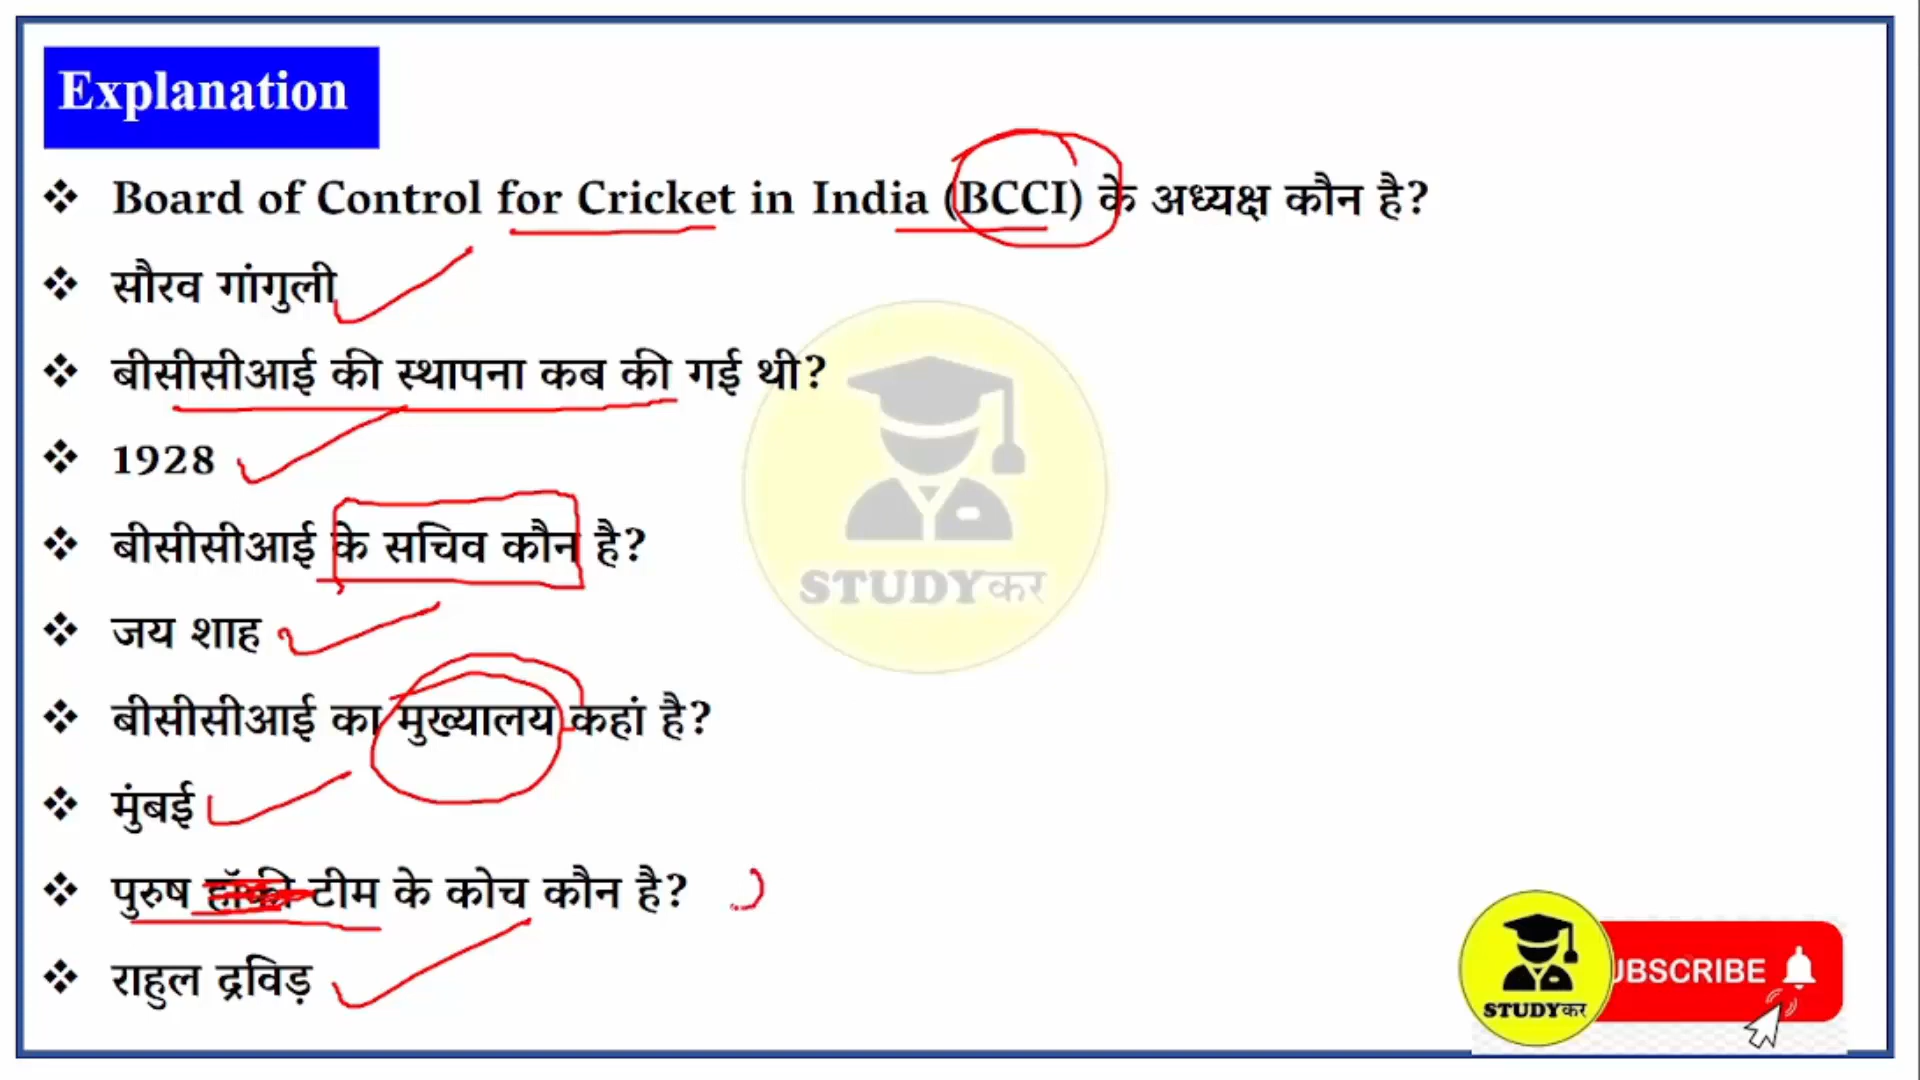 Explanation
❖ Board of Control for Cricket in India (BCCI) के अध्यक्ष कौन है?
❖ सौरव गांगुली
❖ बीसीसीआई की स्थापना कब की गई थी?
❖ 1928
❖ बीसीसीआई के सचिव कौन है?
❖ जय शाह
❖ बीसीसीआई का मुख्यालय कहां है?
❖ मुंबई
❖ पुरुष हॉकी टीम के कोच कौन है?
❖ राहुल द्रविड़
STUDYकर
UBSCRIBE
STUDYकर